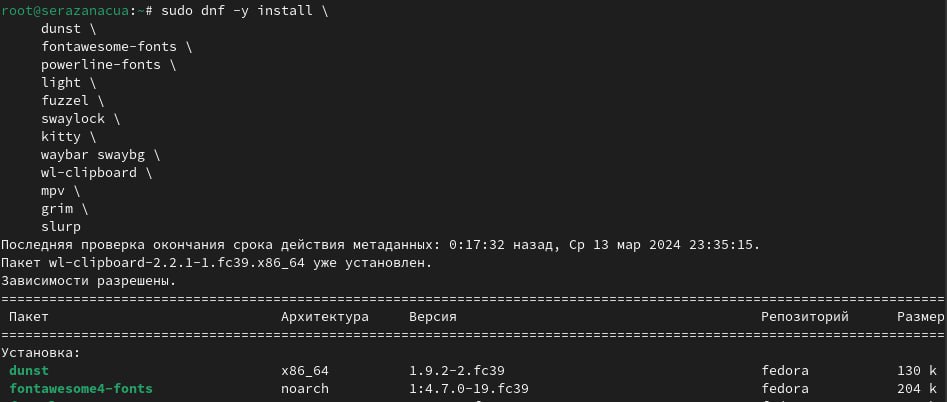 root@serazanacua:~# sudo dnf -y install \
dunst \
fontawesome-fonts \
powerline-fonts \
light \
fuzzel \
swaylock \
kitty \
waybar swaybg \
wl-clipboard \
mpv \
grim \
slurp
Последняя проверка окончания срока действия метаданных: 0:17:32 назад, Ср 13 мар 2024 23:35:15.
Пакет wl-clipboard-2.2.1-1.fc39.x86_64 уже установлен.
Зависимости разрешены.
Пакет Архитектура Версия Репозиторий Размер
Установка:
dunst x86_64 1.9.2-2.fc39 fedora 130 k
fontawesome4-fonts noarch 1:4.7.0-19.fc39 fedora 204 k